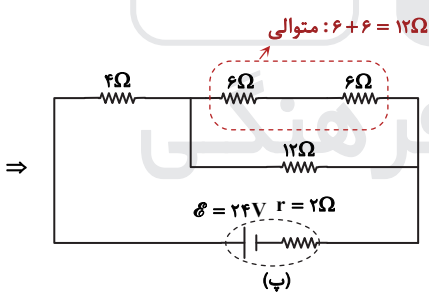 متوالی : ۶ + ۶ = ۱۲Ω
۴Ω
۶Ω
۶Ω
⇒
۱۲Ω
ℰ = ۲۴V
r = ۲Ω
(پ)